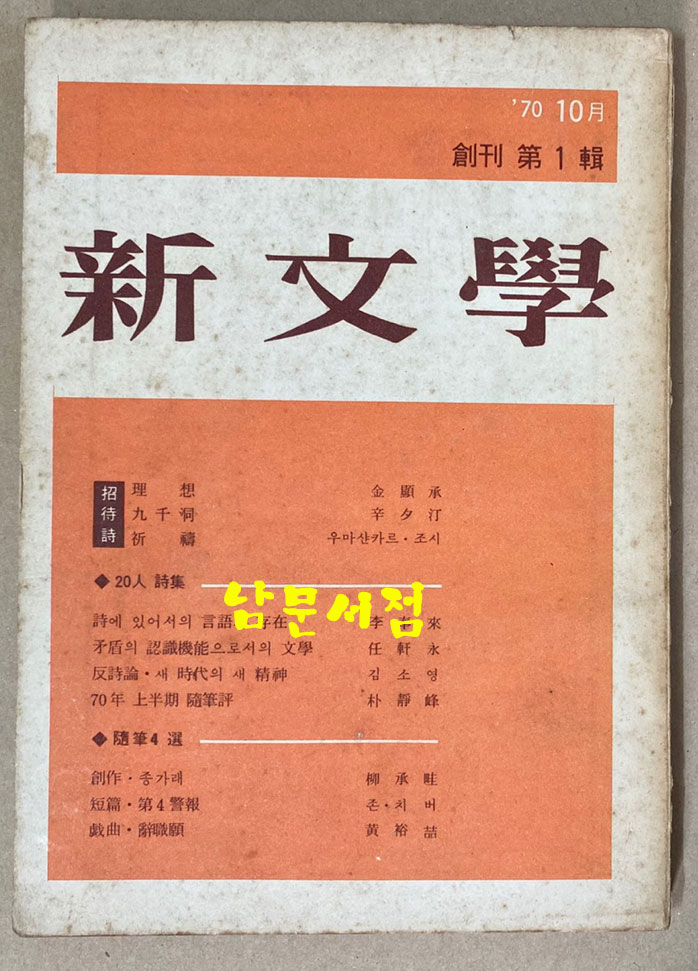 '70 10月
創刊 第1輯
新文學
招待詩
理想 金顯承
九千洞 辛夕汀
祈禱 우마샨카르·조시
◆ 20人 詩集
詩에 있어서의 言語 存在 李 來
矛盾의 認識機能으로서의 文學 任軒永
反詩論·새 時代의 새 精神 김소영
70年 上半期 隨筆評 朴靜峰
◆ 隨筆4 選
創作·종가래 柳承畦
短篇·第4警報 존·치버
戱曲·辭職願 黃裕喆
남문서점